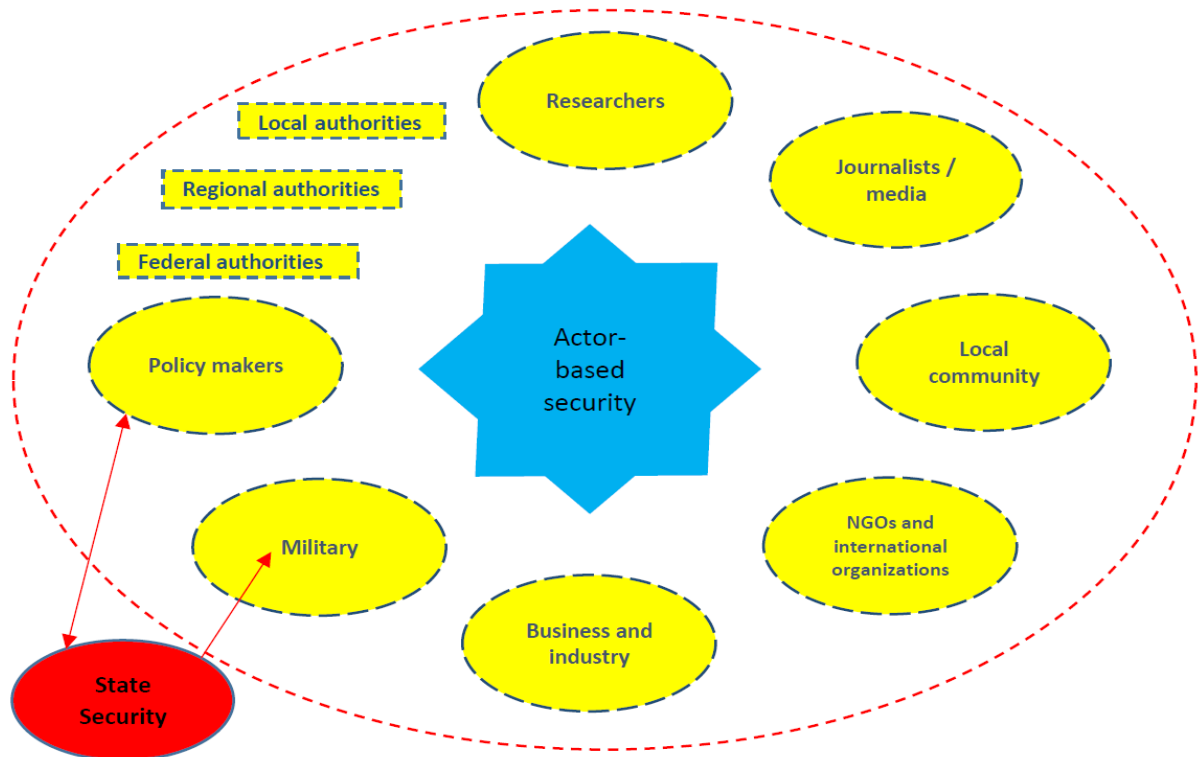 Researchers
Local authorities
Journalists /
media
Regional authorities
Federal authorities
Policy makers
Actor-
based
security
Local
community
Military
NGOs and
international
organizations
Business and
industry
State
Security